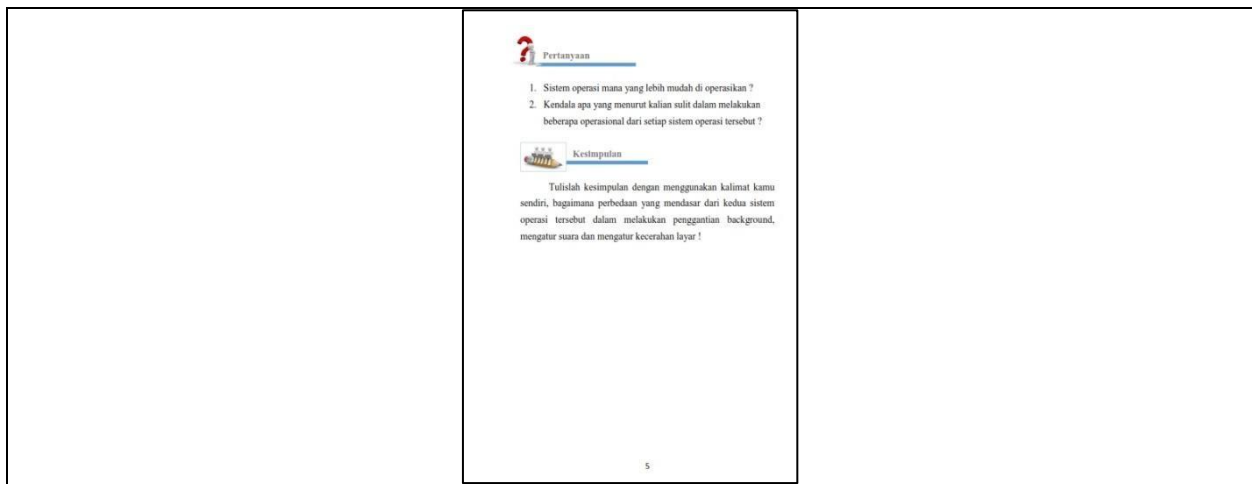 Pertanyaan
1. Sistem operasi mana yang lebih mudah di operasikan ?
2. Kendala apa yang menurut kalian sulit dalam melakukan
beberapa operasional dari setiap sistem operasi tersebut ?
Kesimpulan
Tulislah kesimpulan dengan menggunakan kalimat kamu
sendiri, bagaimana perbedaan yang mendasar dari kedua sistem
operasi tersebut dalam melakukan penggantian background,
mengatur suara dan mengatur kecerahan layar !
5